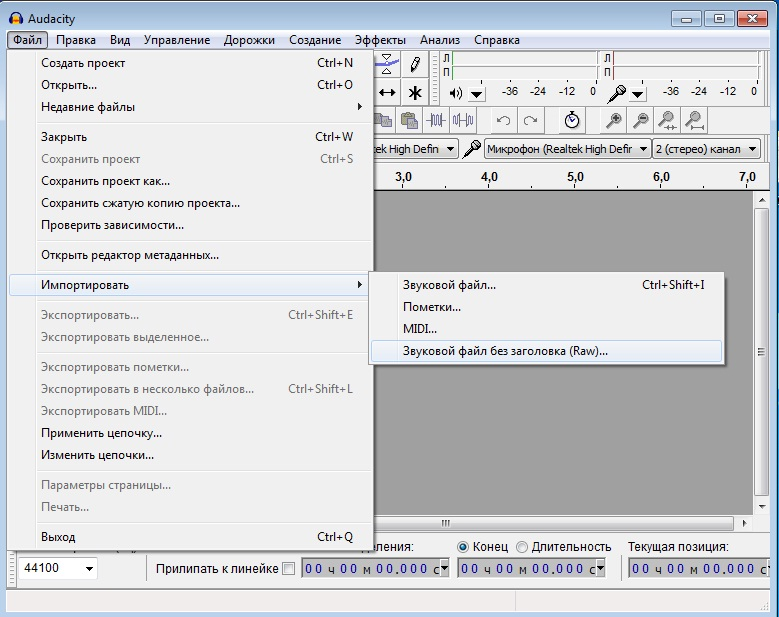 Audacity
Файл Правка Вид Управление Дорожки Создание Эффекты Анализ Справка
Создать проект Ctrl+N
Открыть... Ctrl+O
Недавние файлы
Закрыть Ctrl+W
Сохранить проект Ctrl+S
Сохранить проект как...
Сохранить сжатую копию проекта...
Проверить зависимости...
Открыть редактор метаданных...
Импортировать
Экспортировать... Ctrl+Shift+E
Экспортировать выделенное...
Экспортировать пометки...
Экспортировать в несколько файлов... Ctrl+Shift+L
Экспортировать MIDI...
Применить цепочку...
Изменить цепочки...
Параметры страницы...
Печать...
Выход Ctrl+Q
Звуковой файл... Ctrl+Shift+I
Пометки...
MIDI...
Звуковой файл без заголовка (Raw)...
Л Л
П П
-36 -24 -12 0 -36 -24 -12 0
tek High Defin Микрофон (Realtek High Defir 2 (стерео) канал
3,0 4,0 5,0 6,0 7,0
ления: Конец Длительность Текущая позиция:
44100 Прилипать к линейке 00 ч 00 м 00.000 с 00 ч 00 м 00.000 с 00 ч 00 м 00.000